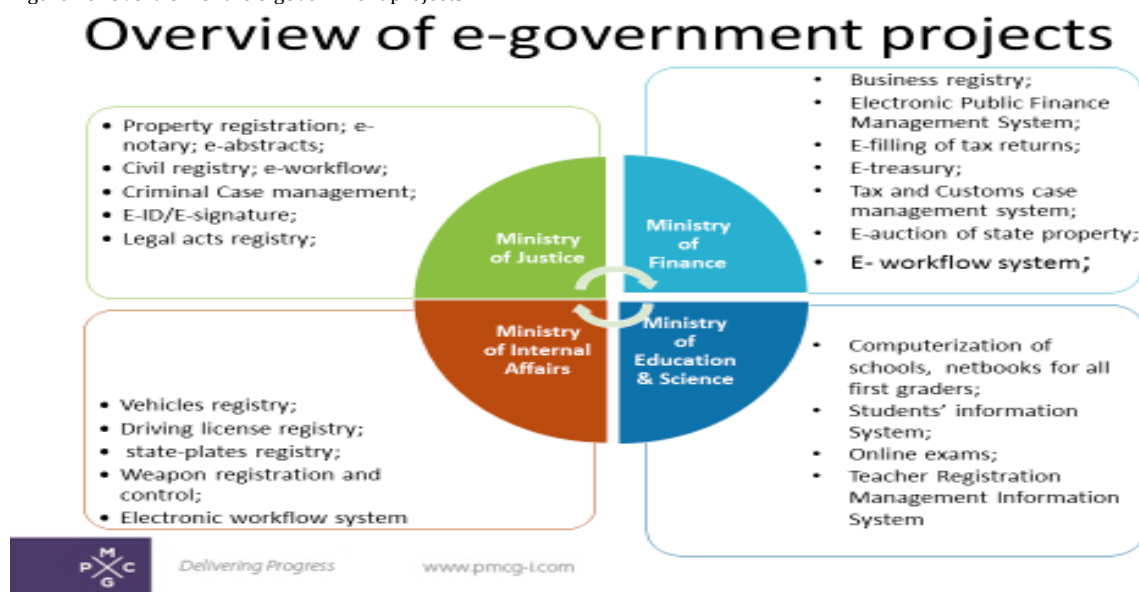 Overview of e-government projects
• Property registration; e-
notary; e-abstracts;
• Civil registry; e-workflow;
• Criminal Case management;
• E-ID/E-signature;
• Legal acts registry;
• Business registry;
• Electronic Public Finance
Management System;
• E-filling of tax returns;
• E-treasury;
• Tax and Customs case
management system;
• E-auction of state property;
• E- workflow system;
Ministry
of Justice
Ministry
of
Finance
Ministry
of Internal
Affairs
Ministry
of
Education
& Science
• Vehicles registry;
• Driving license registry;
• state-plates registry;
• Weapon registration and
control;
• Electronic workflow system
• Computerization of
schools, netbooks for all
first graders;
• Students' information
System;
• Online exams;
• Teacher Registration
Management Information
System
M
P C
G
Delivering Progress
www.pmcg-i.com